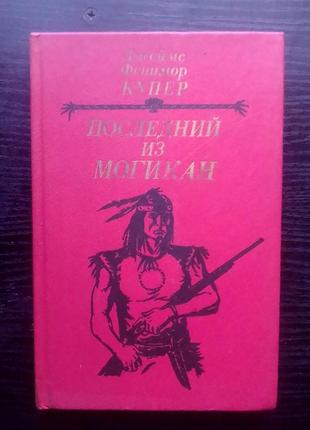 Джеймс
Фенимор
КУПЕР
ПОСЛЕДНИЙ
ИЗ
МОГИКАН